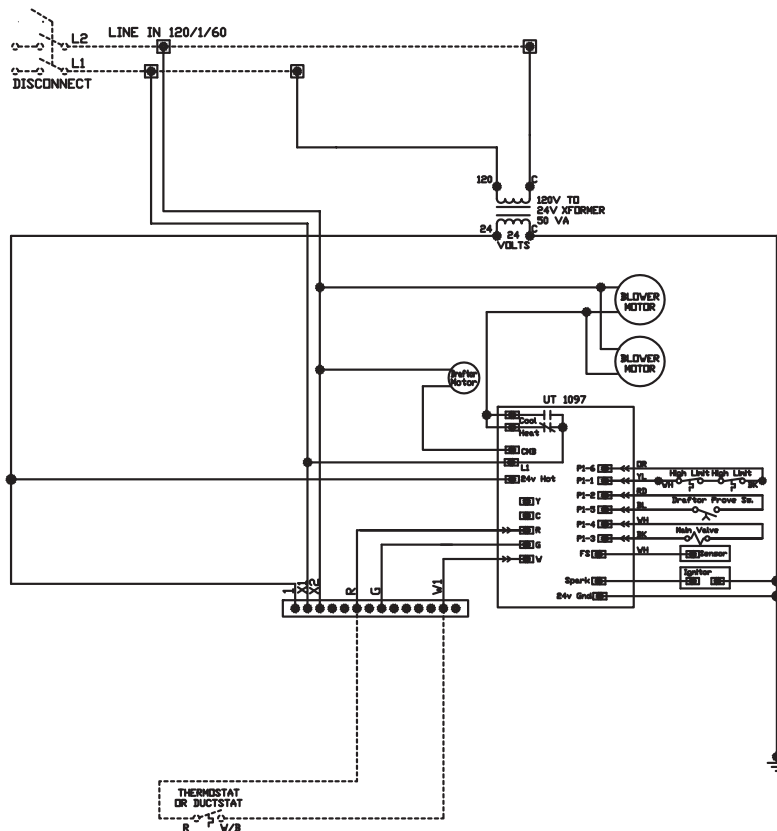 L2
LINE IN 120/1/60
L1
DISCONNECT
120
C
120V TO
24V XFORMER
50 VA
24
24
C
VOLTS
BLOWER
MOTOR
BLOWER
MOTOR
Drafter
Motor
UT 1097
Cool
Heat
CMB
L1
24v Hot
Y
C
R
G
W
P1-6
P1-1
P1-2
P1-5
P1-4
P1-3
FS
Spark
24v Gnd
OR
YL
WH
High Limit
High Limit
BK
RD
Draftor Prove Sw.
BL
WH
Main Valve
BK
WH
Sensor
Ignitor
1
X1
X2
R
G
W1
THERMOSTAT
OR DUCTSTAT
R
W/B